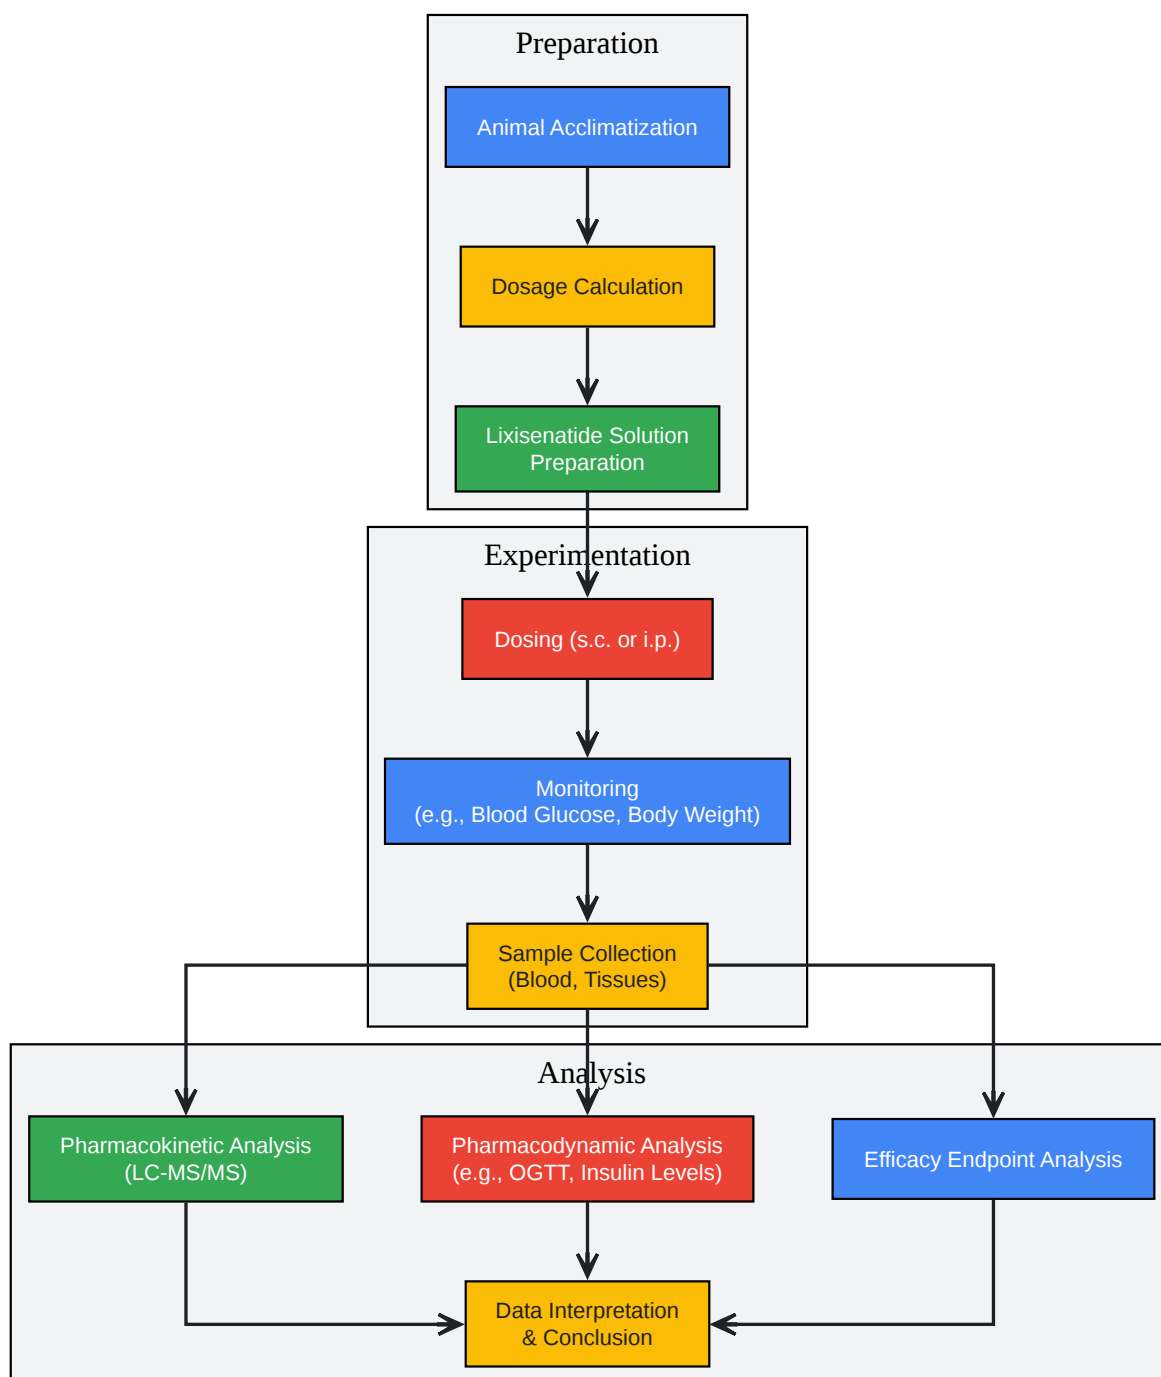 Preparation
Animal Acclimatization
Dosage Calculation
Lixisenatide Solution
Preparation
Experimentation
Dosing (s.c. or i.p.)
Monitoring
(e.g., Blood Glucose, Body Weight)
Sample Collection
(Blood, Tissues)
Analysis
Pharmacokinetic Analysis
(LC-MS/MS)
Pharmacodynamic Analysis
(e.g., OGTT, Insulin Levels)
Efficacy Endpoint Analysis
Data Interpretation
& Conclusion